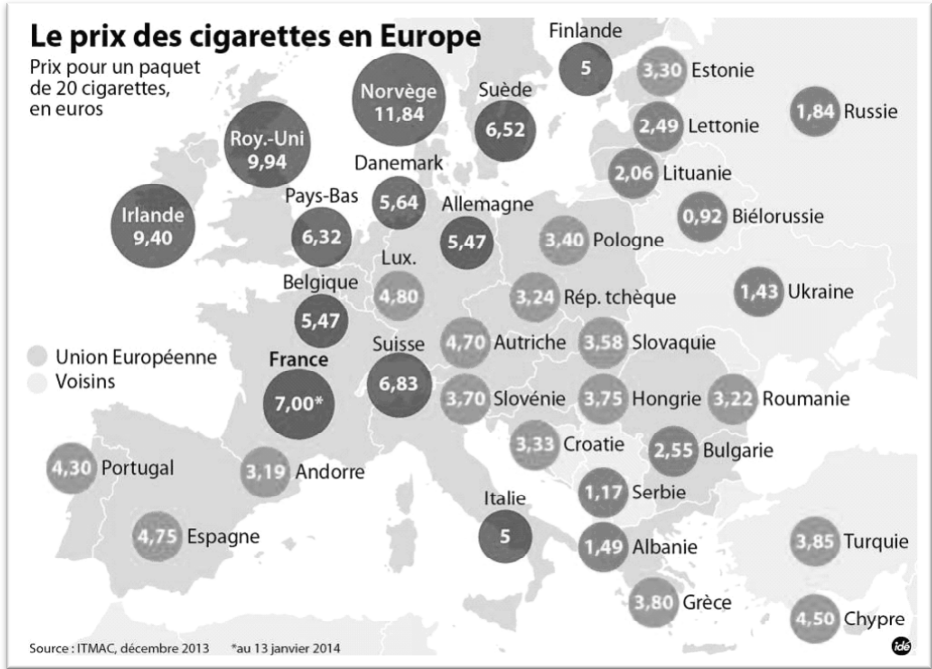 Le prix des cigarettes en Europe
Prix pour un paquet
de 20 cigarettes,
en euros
Finlande
5
3,30 Estonie
Norvège
11,84
Suède
6,52
1,84 Russie
Roy.-Uni
9,94
2,49 Lettonie
Danemark
5,64
2,06 Lituanie
Irlande
9,40
Pays-Bas
6,32
Allemagne
5,47
0,92 Biélorussie
3,40 Pologne
Lux.
4,80
Belgique
5,47
3,24 Rép. tchèque
1,43 Ukraine
Union Européenne
Voisins
France
7,00*
Suisse
6,83
4,70 Autriche
3,58 Slovaquie
3,70 Slovénie
3,75 Hongrie
3,22 Roumanie
4,30 Portugal
3,19 Andorre
3,33 Croatie
2,55 Bulgarie
1,17 Serbie
4,75 Espagne
Italie
5
1,49 Albanie
3,85 Turquie
3,80 Grèce
4,50 Chypre
Source : ITMAC, décembre 2013 *au 13 janvier 2014
idé